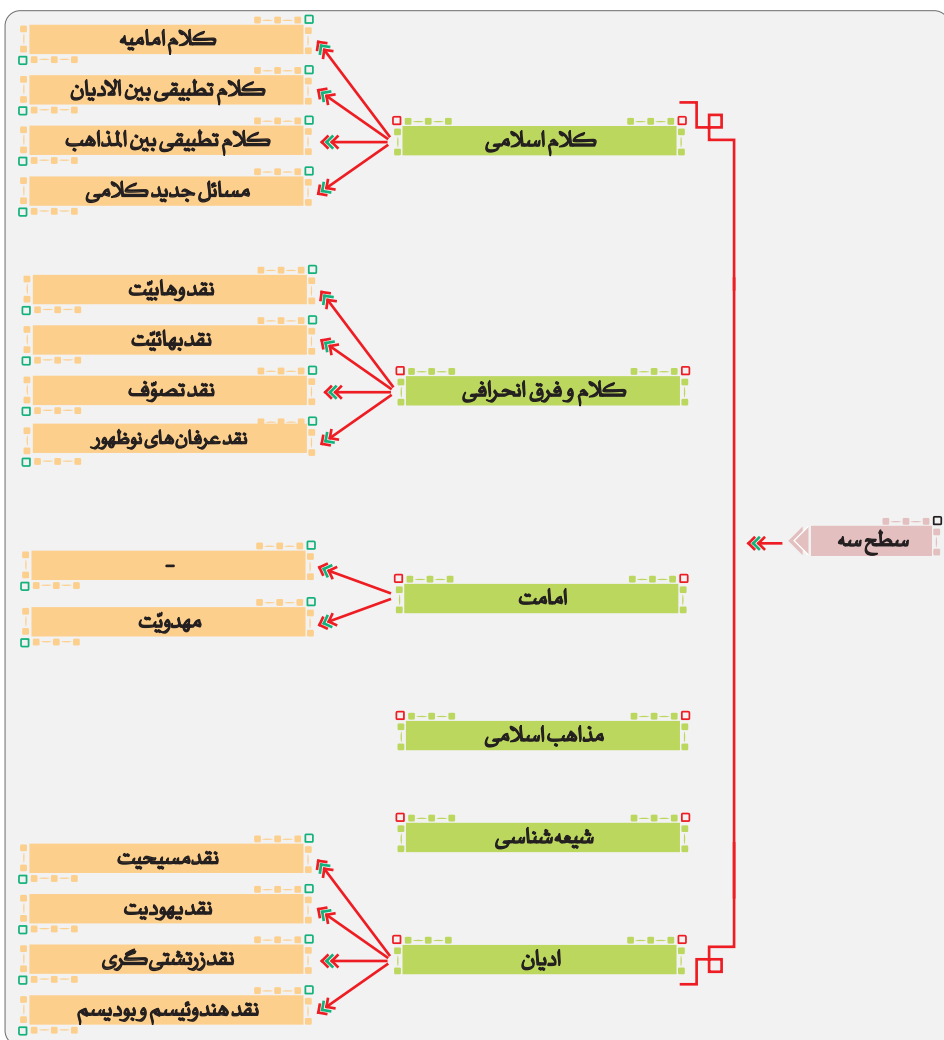 سطح سه
کلام اسلامی
کلام امامیه
کلام تطبیقی بین الادیان
کلام تطبیقی بین المذاهب
مسائل جدید کلامی
کلام و فرق انحرافی
نقد وهابیّت
نقد بهائیّت
نقد تصوّف
نقد عرفان‌های نوظهور
امامت
-
مهدویّت
مذاهب اسلامی
شیعه شناسی
ادیان
نقد مسیحیت
نقد یهودیت
نقد زرتشتی گری
نقد هندوئیسم و بودیسم